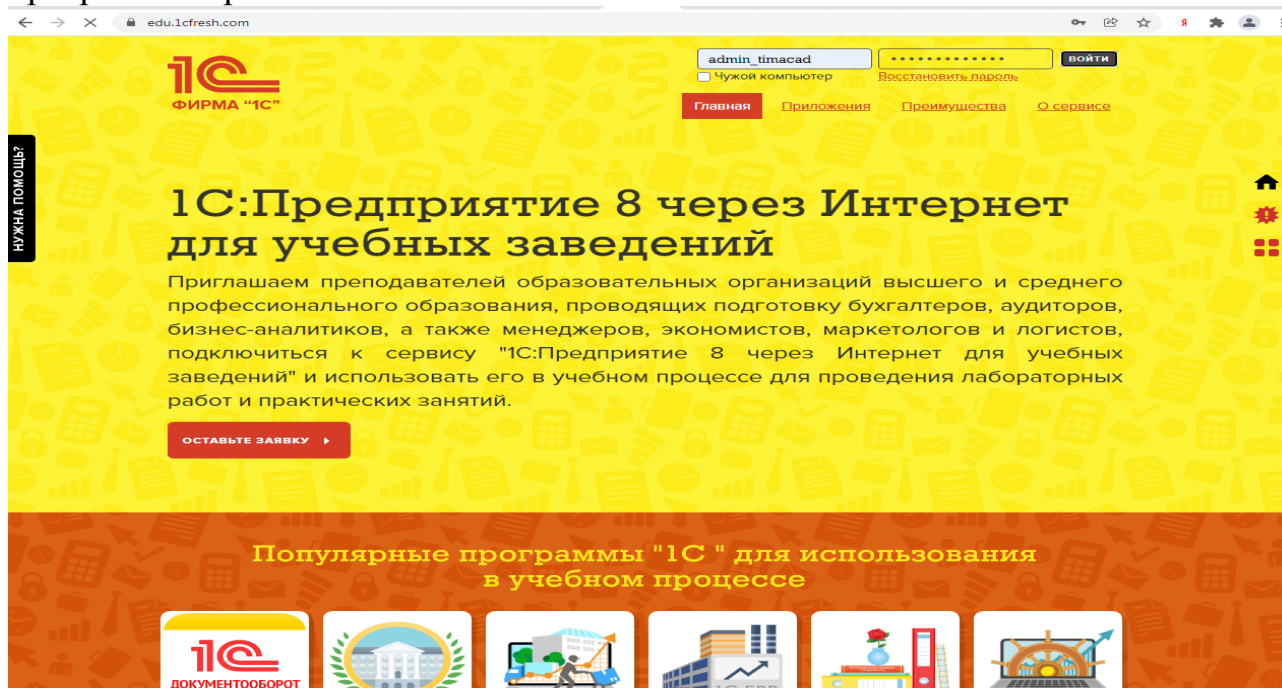 edu.1cfresh.com
Я
1С
ФИРМА "1С"
admin_timacad
•••••••••••••
ВОЙТИ
Чужой компьютер
Восстановить пароль
Главная Приложения Преимущества О сервисе
НУЖНА ПОМОЩЬ?
1С:Предприятие 8 через Интернет
для учебных заведений
Приглашаем преподавателей образовательных организаций высшего и среднего
профессионального образования, проводящих подготовку бухгалтеров, аудиторов,
бизнес-аналитиков, а также менеджеров, экономистов, маркетологов и логистов,
подключиться к сервису "1С:Предприятие 8 через Интернет для учебных
заведений" и использовать его в учебном процессе для проведения лабораторных
работ и практических занятий.
ОСТАВЬТЕ ЗАЯВКУ
Популярные программы "1С " для использования
в учебном процессе
1С
ДОКУМЕНТООБОРОТ
1С:ERP